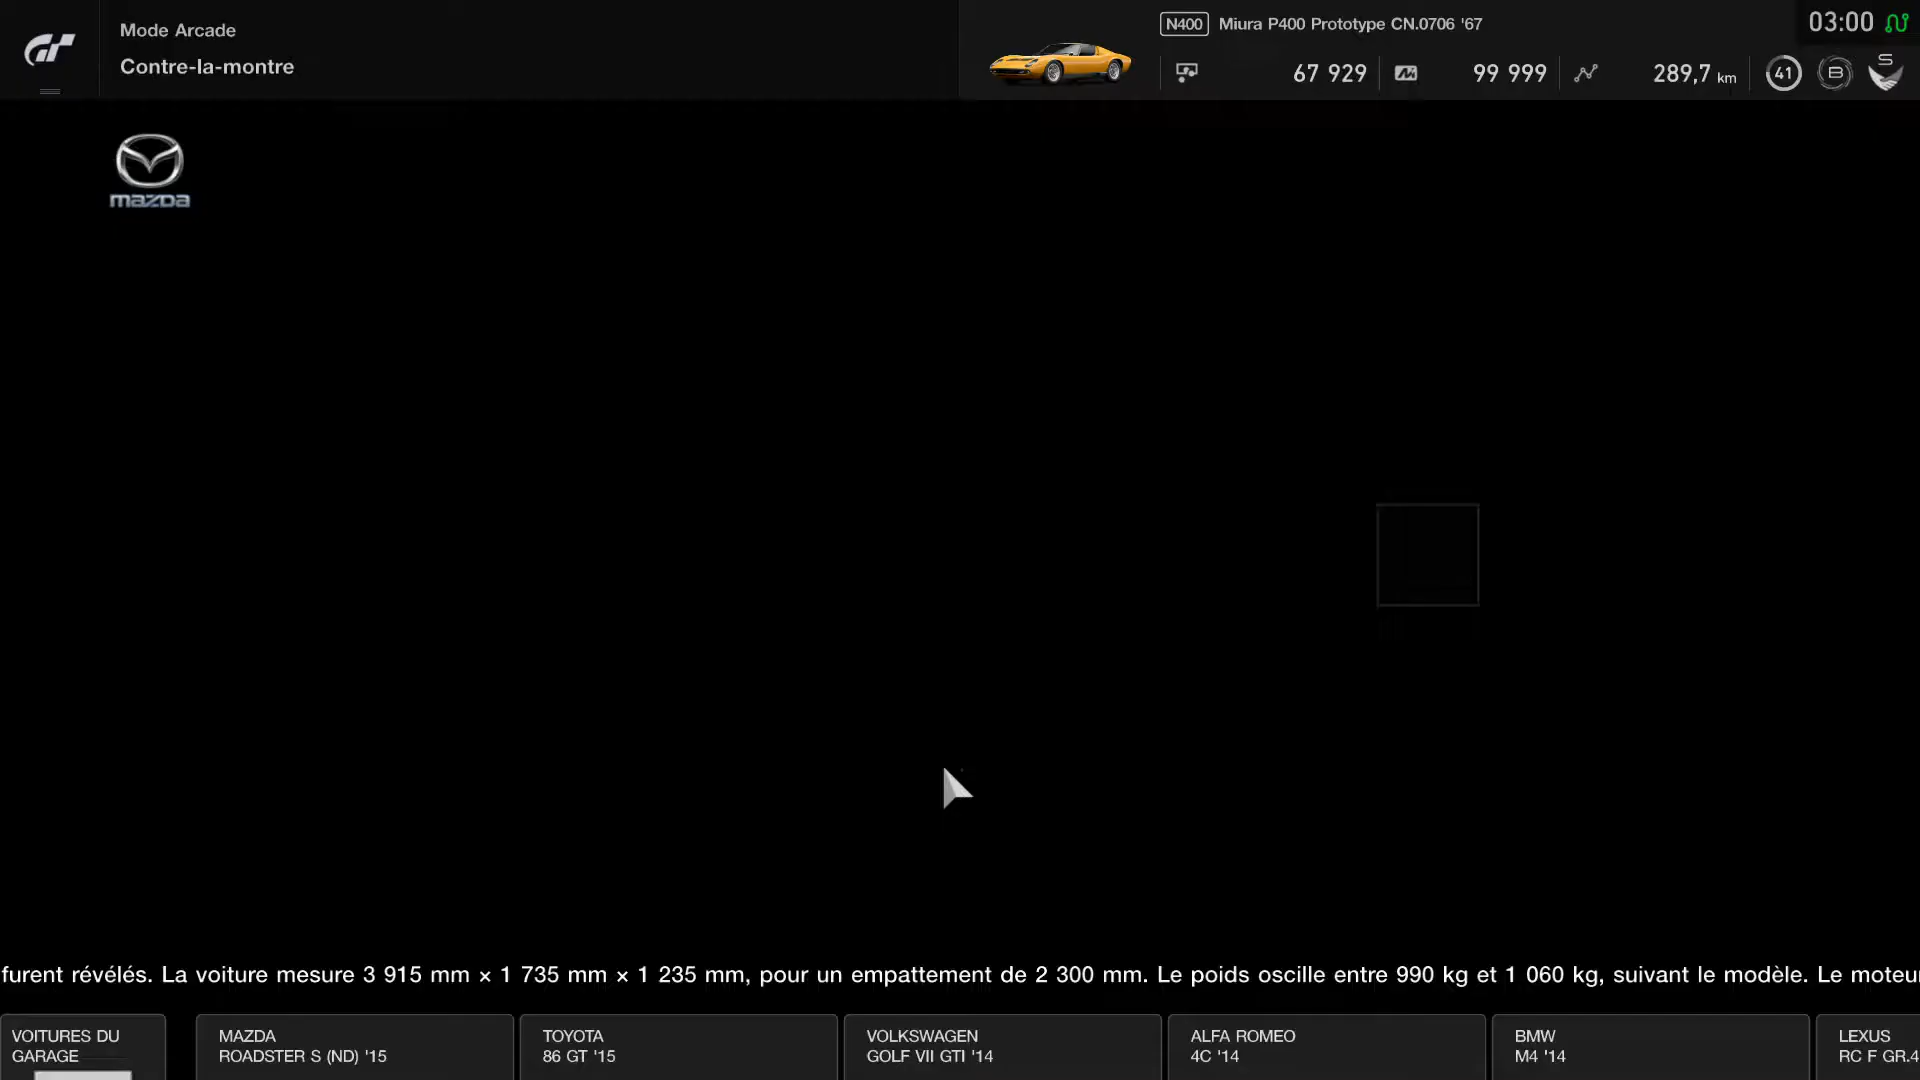 Mode Arcade
Contre-la-montre
N400 Miura P400 Prototype CN.0706 '67
03:00
67 929
99 999
289,7 km
41
B
S
mazda
furent révélés. La voiture mesure 3 915 mm × 1 735 mm × 1 235 mm, pour un empattement de 2 300 mm. Le poids oscille entre 990 kg et 1 060 kg, suivant le modèle. Le moteu
VOITURES DU
GARAGE
MAZDA
ROADSTER S (ND) '15
TOYOTA
86 GT '15
VOLKSWAGEN
GOLF VII GTI '14
ALFA ROMEO
4C '14
BMW
M4 '14
LEXUS
RC F GR.4